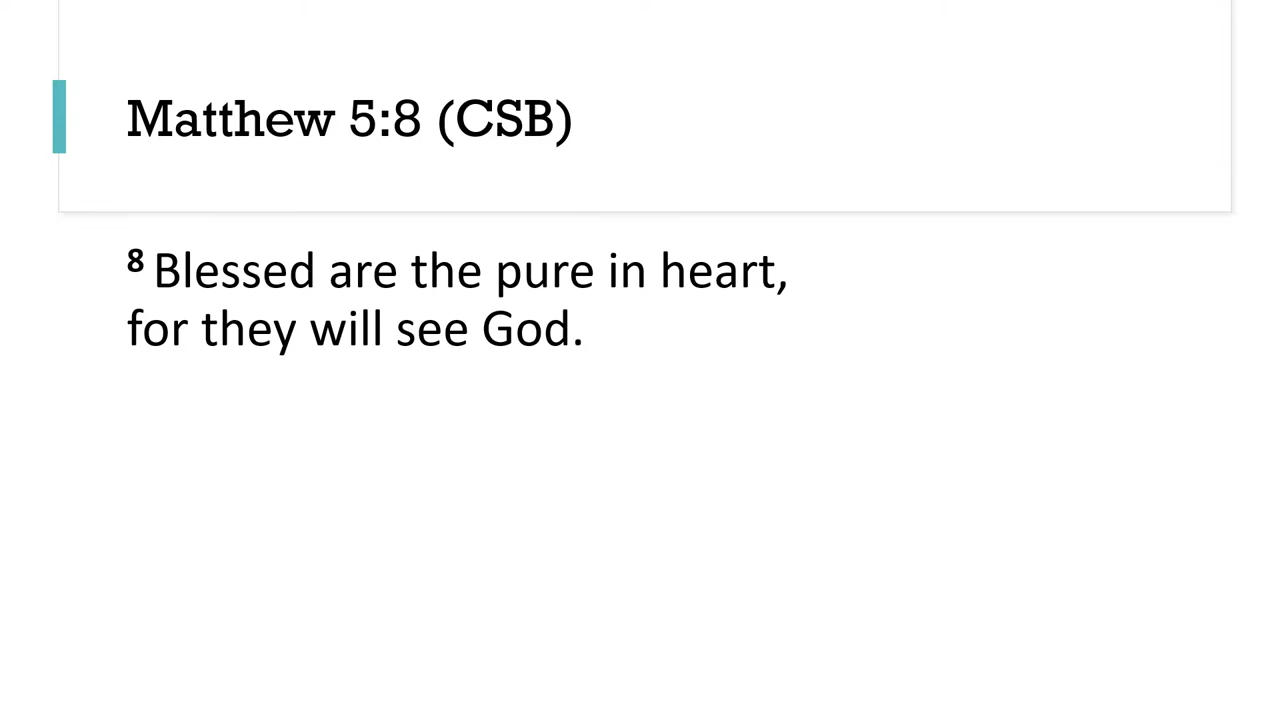 Matthew 5:8 (CSB)
8 Blessed are the pure in heart,
for they will see God.